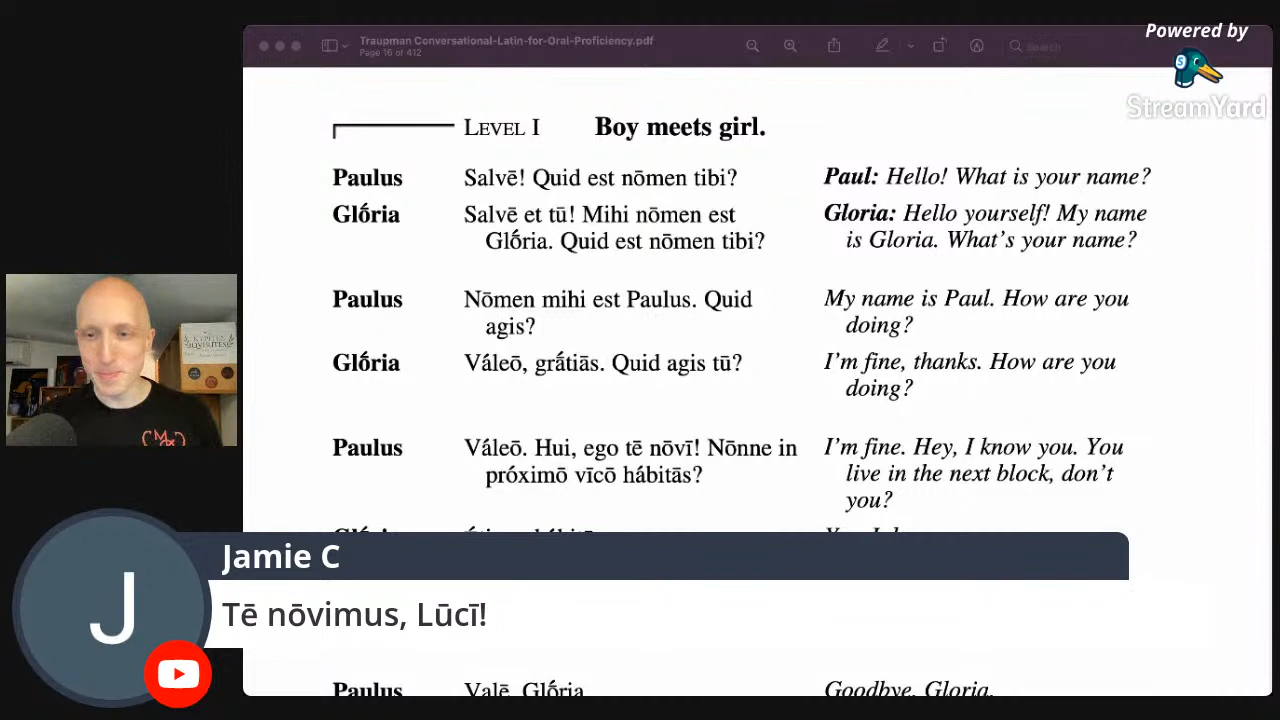 Powered by
StreamYard
Traupman Conversational-Latin-for-Oral-Proficiency.pdf
Page 16 of 412
Search
LEVEL I Boy meets girl.
Paulus Salvē! Quid est nōmen tibi? Paul: Hello! What is your name?
Glṓria Salvē et tū! Mihi nōmen est Gloria: Hello yourself! My name
Glṓria. Quid est nōmen tibi? is Gloria. What's your name?
Paulus Nōmen mihi est Paulus. Quid My name is Paul. How are you
agis? doing?
Glṓria Váleō, grā́tiās. Quid agis tū? I'm fine, thanks. How are you
doing?
Paulus Váleō. Hui, ego tē nōvī! Nōnne in I'm fine. Hey, I know you. You
próximō vīcō hábitās? live in the next block, don't
you?
Jamie C
J
Tē nōvimus, Lūcī!
Paulus Valē, Glṓria. Goodbye, Gloria.